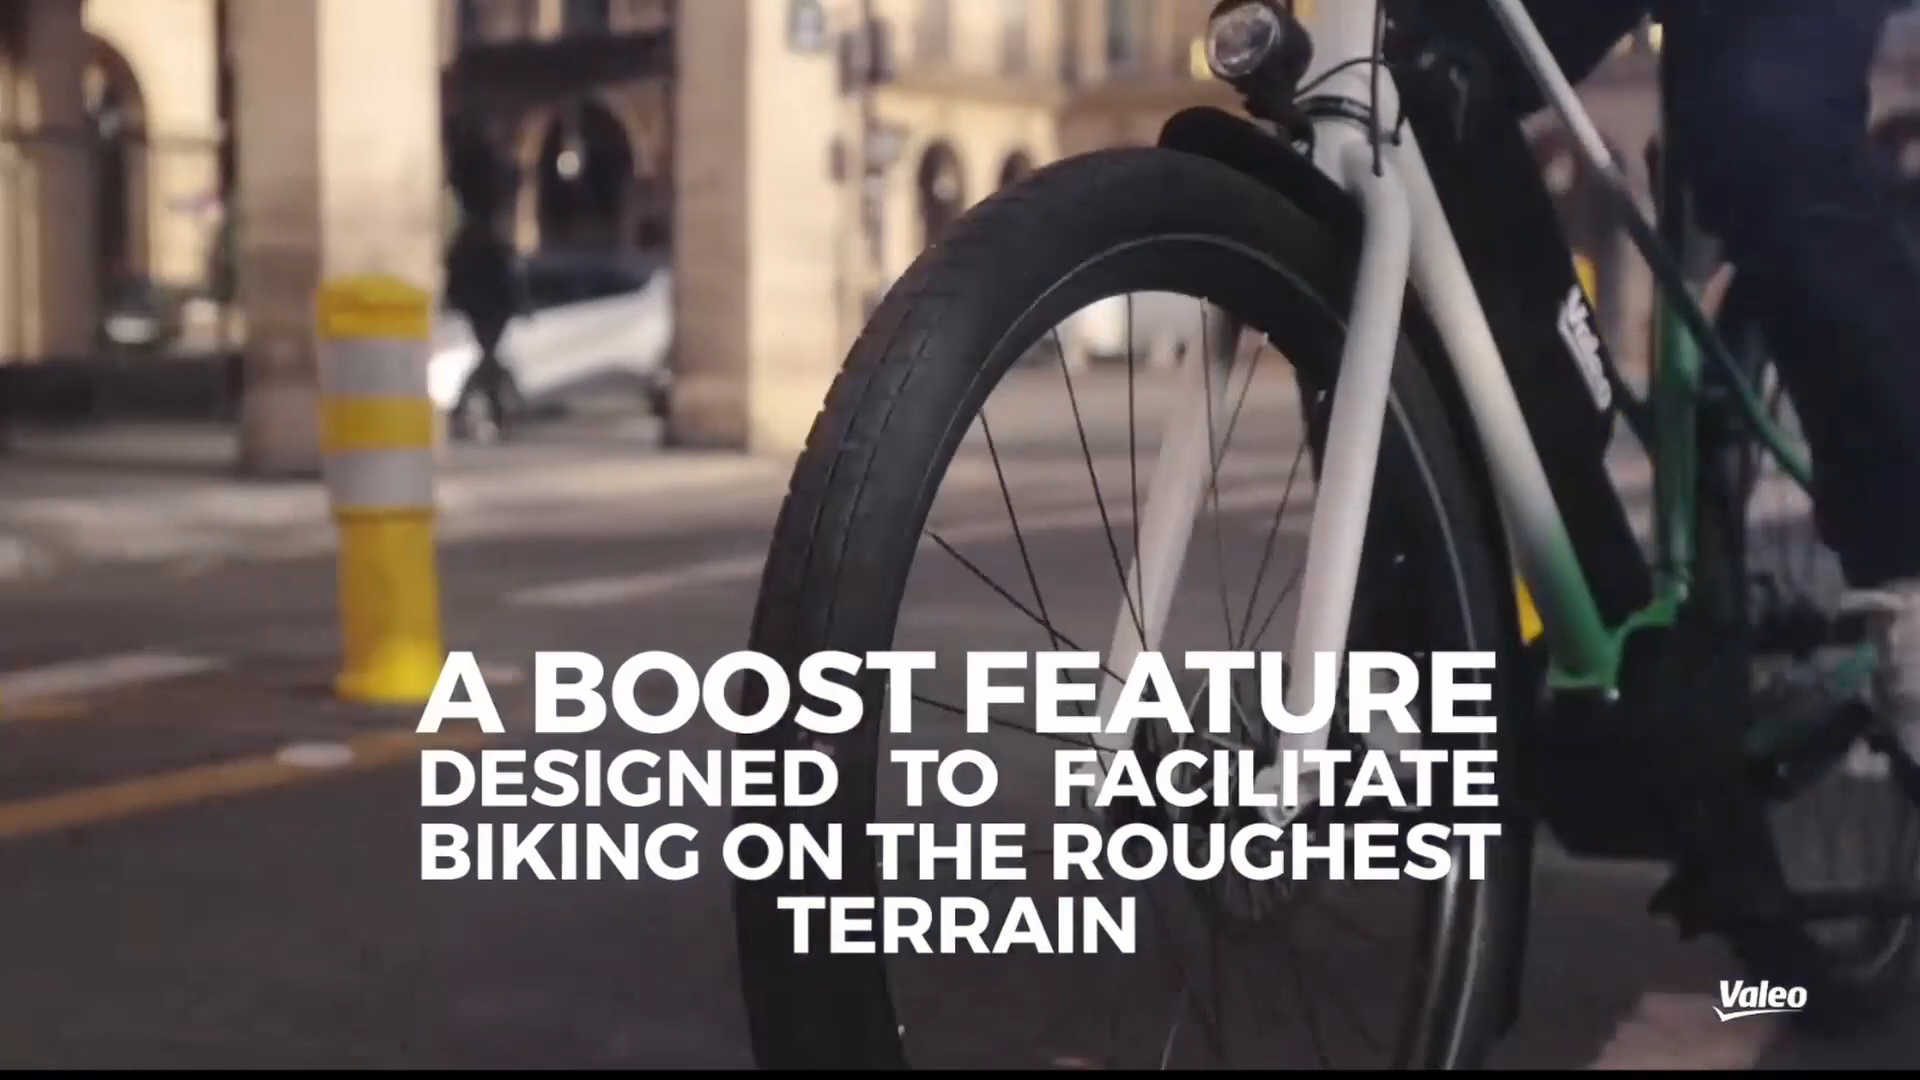 A BOOST FEATURE
DESIGNED TO FACILITATE
BIKING ON THE ROUGHEST
TERRAIN
Valeo